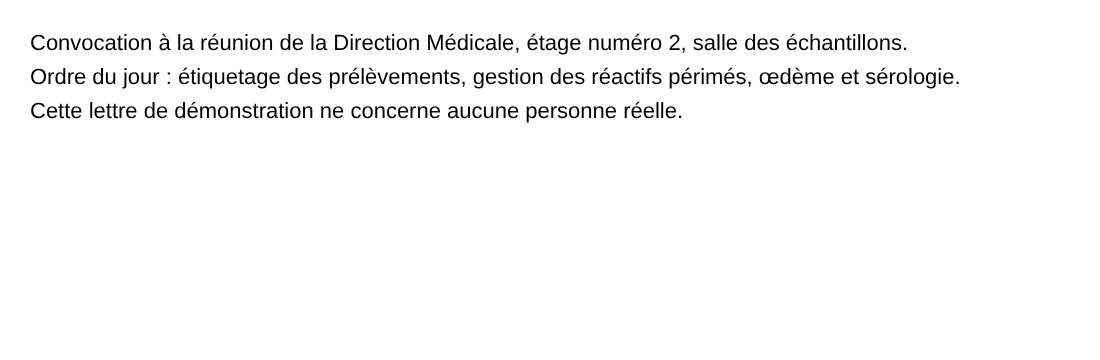 Convocation à la réunion de la Direction Médicale, étage numéro 2, salle des échantillons.
Ordre du jour : étiquetage des prélèvements, gestion des réactifs périmés, œdème et sérologie.
Cette lettre de démonstration ne concerne aucune personne réelle.